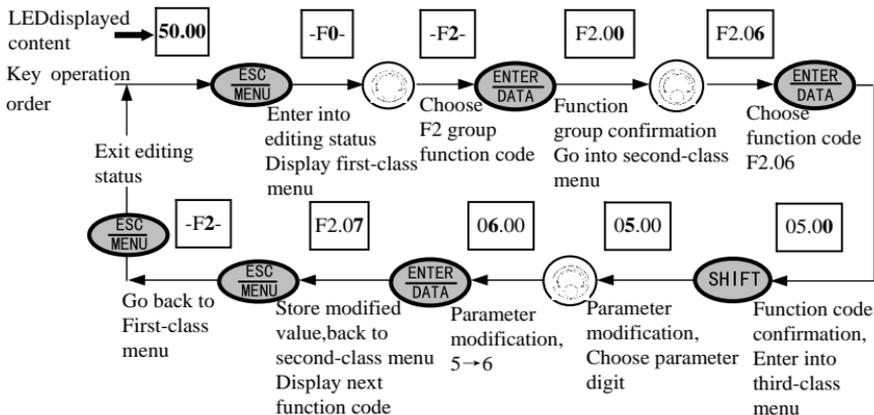 LEDdisplayed
content
50.00
-F0-
-F2-
F2.00
F2.06
Key operation
order
ESC
MENU
ENTER
DATA
ENTER
DATA
Enter into
editing status
Display first-class
menu
Choose
F2 group
function code
Function
group confirmation
Go into second-class
menu
Choose
function code
F2.06
Exit editing
status
-F2-
F2.07
06.00
05.00
05.00
ESC
MENU
ESC
MENU
ENTER
DATA
SHIFT
Go back to
First-class
menu
Store modified
value,back to
second-class menu
Display next
function code
Parameter
modification,
5→6
Parameter
modification,
Choose parameter
digit
Function code
confirmation,
Enter into
third-class
menu